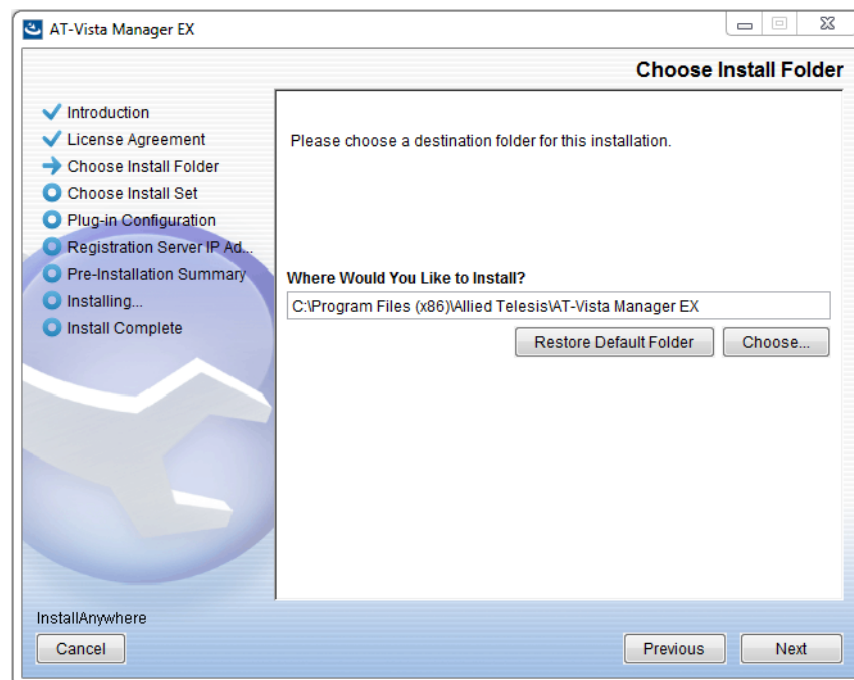 AT-Vista Manager EX
Choose Install Folder
Introduction
License Agreement
Choose Install Folder
Choose Install Set
Plug-in Configuration
Registration Server IP Ad...
Pre-Installation Summary
Installing...
Install Complete
Please choose a destination folder for this installation.
Where Would You Like to Install?
C:\Program Files (x86)\Allied Telesis\AT-Vista Manager EX
Restore Default Folder
Choose...
InstallAnywhere
Cancel
Previous
Next